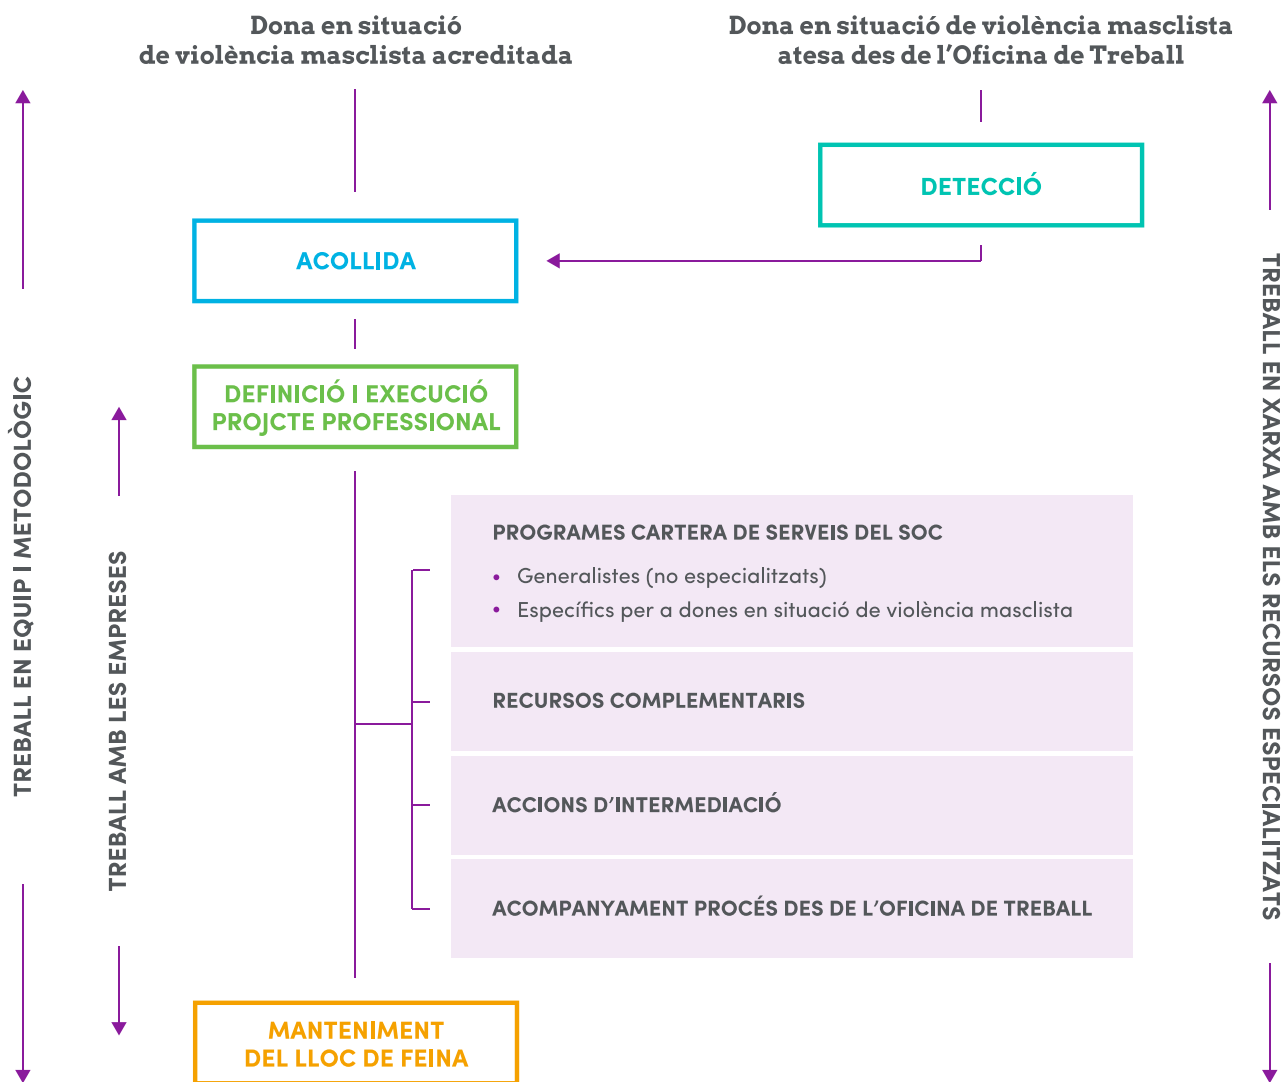 Dona en situació
de violència masclista acreditada
Dona en situació de violència masclista
atesa des de l’Oficina de Treball
DETECCIÓ
ACOLLIDA
DEFINICIÓ I EXECUCIÓ
PROJCTE PROFESSIONAL
PROGRAMES CARTERA DE SERVEIS DEL SOC
• Generalistes (no especialitzats)
• Específics per a dones en situació de violència masclista
RECURSOS COMPLEMENTARIS
ACCIONS D’INTERMEDIACIÓ
ACOMPANYAMENT PROCÉS DES DE L’OFICINA DE TREBALL
MANTENIMENT
DEL LLOC DE FEINA
TREBALL EN EQUIP I METODOLÒGIC
TREBALL AMB LES EMPRESES
TREBALL EN XARXA AMB ELS RECURSOS ESPECIALITZATS